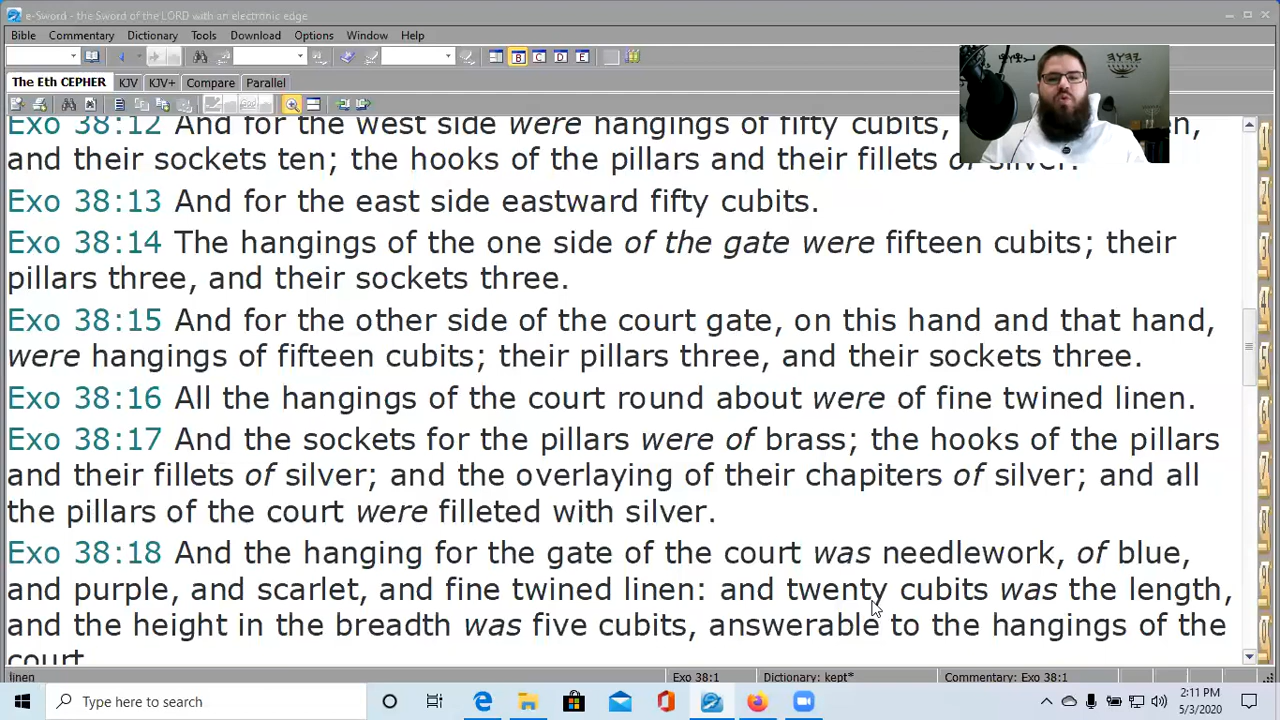 e-Sword - the Sword of the LORD with an electronic edge
Bible Commentary Dictionary Tools Download Options Window Help
B C D E
The Eth CEPHER KJV KJV+ Compare Parallel
Exo 38:12 And for the west side were hangings of fifty cubits,
and their sockets ten; the hooks of the pillars and their fillets of silver.
Exo 38:13 And for the east side eastward fifty cubits.
Exo 38:14 The hangings of the one side of the gate were fifteen cubits; their
pillars three, and their sockets three.
Exo 38:15 And for the other side of the court gate, on this hand and that hand,
were hangings of fifteen cubits; their pillars three, and their sockets three.
Exo 38:16 All the hangings of the court round about were of fine twined linen.
Exo 38:17 And the sockets for the pillars were of brass; the hooks of the pillars
and their fillets of silver; and the overlaying of their chapiters of silver; and all
the pillars of the court were filleted with silver.
Exo 38:18 And the hanging for the gate of the court was needlework, of blue,
and purple, and scarlet, and fine twined linen: and twenty cubits was the length,
and the height in the breadth was five cubits, answerable to the hangings of the
court
linen Exo 38:1 Dictionary: kept* Commentary: Exo 38:1
Type here to search
2:11 PM
5/3/2020